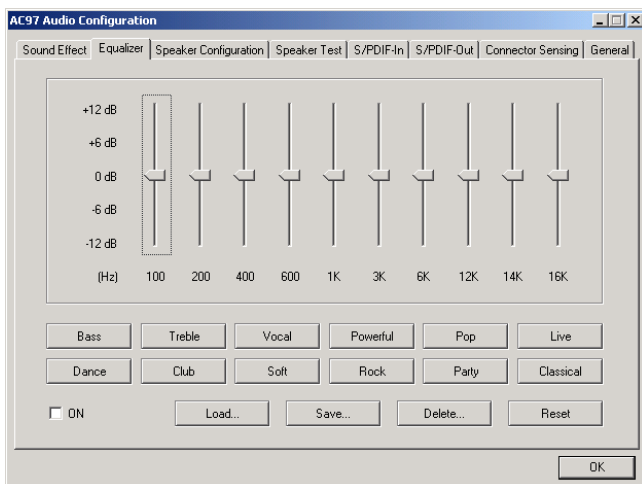 AC97 Audio Configuration
Sound Effect Equalizer Speaker Configuration Speaker Test S/PDIF-In S/PDIF-Out Connector Sensing General
+12 dB
+6 dB
0 dB
-6 dB
-12 dB
(Hz) 100 200 400 600 1K 3K 6K 12K 14K 16K
Bass Treble Vocal Powerful Pop Live
Dance Club Soft Rock Party Classical
ON Load... Save... Delete... Reset
OK